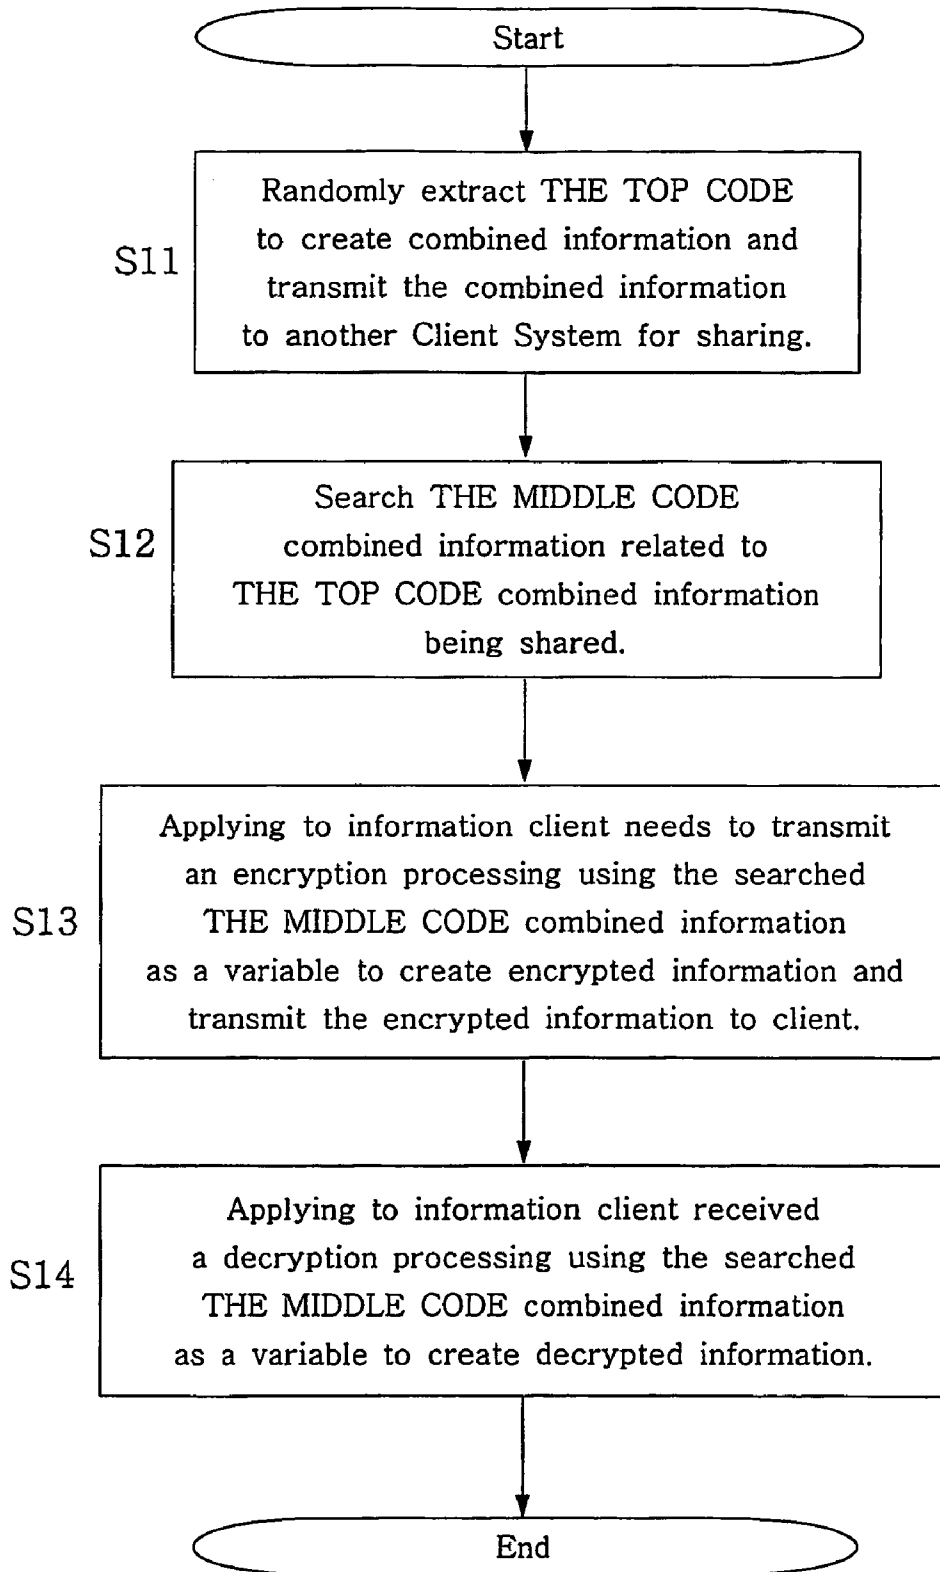 Start
S11
Randomly extract THE TOP CODE
to create combined information and
transmit the combined information
to another Client System for sharing.
S12
Search THE MIDDLE CODE
combined information related to
THE TOP CODE combined information
being shared.
S13
Applying to information client needs to transmit
an encryption processing using the searched
THE MIDDLE CODE combined information
as a variable to create encrypted information and
transmit the encrypted information to client.
S14
Applying to information client received
a decryption processing using the searched
THE MIDDLE CODE combined information
as a variable to create decrypted information.
End